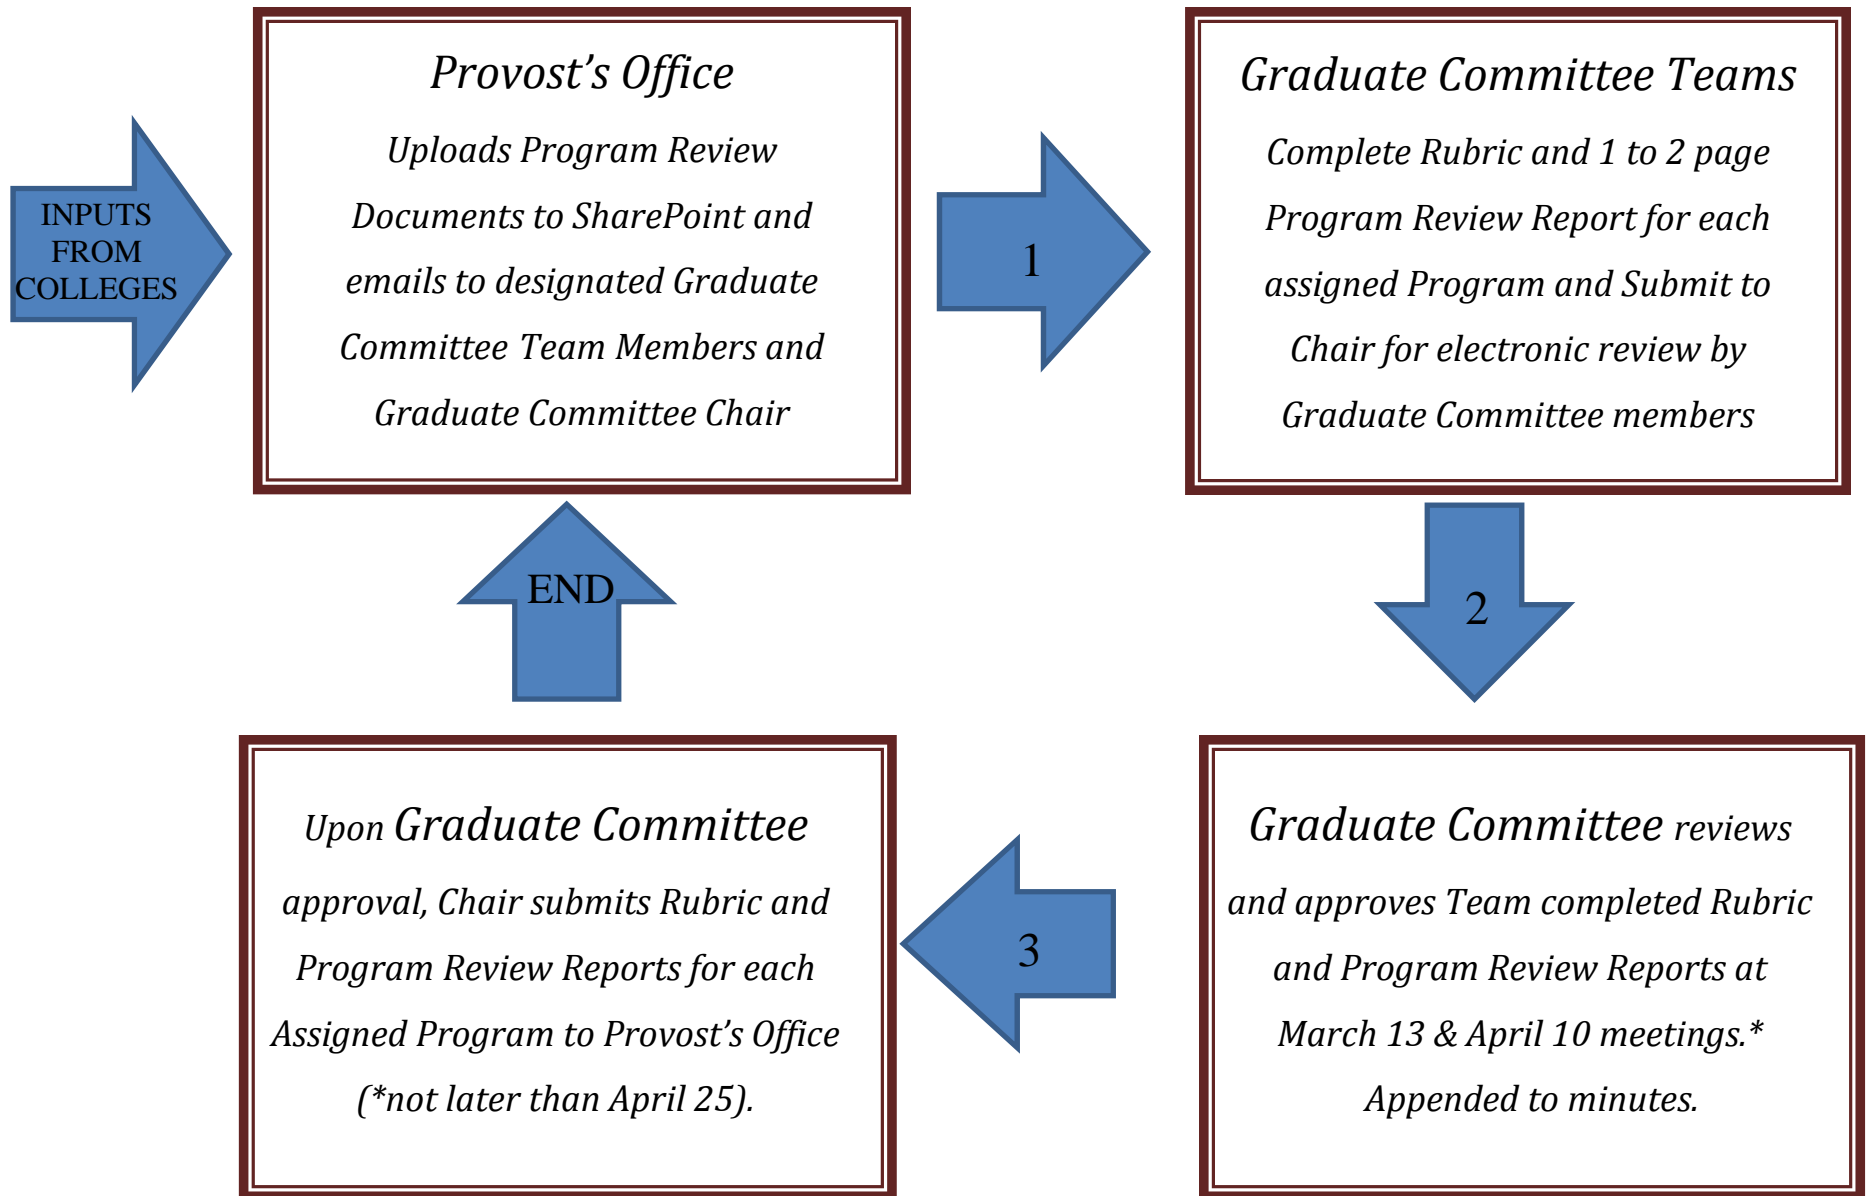 INPUTS
FROM
COLLEGES
Provost’s Office
Uploads Program Review
Documents to SharePoint and
emails to designated Graduate
Committee Team Members and
Graduate Committee Chair
1
Graduate Committee Teams
Complete Rubric and 1 to 2 page
Program Review Report for each
assigned Program and Submit to
Chair for electronic review by
Graduate Committee members
2
Graduate Committee reviews
and approves Team completed Rubric
and Program Review Reports at
March 13 & April 10 meetings.*
Appended to minutes.
3
Upon Graduate Committee
approval, Chair submits Rubric and
Program Review Reports for each
Assigned Program to Provost’s Office
(*not later than April 25).
END